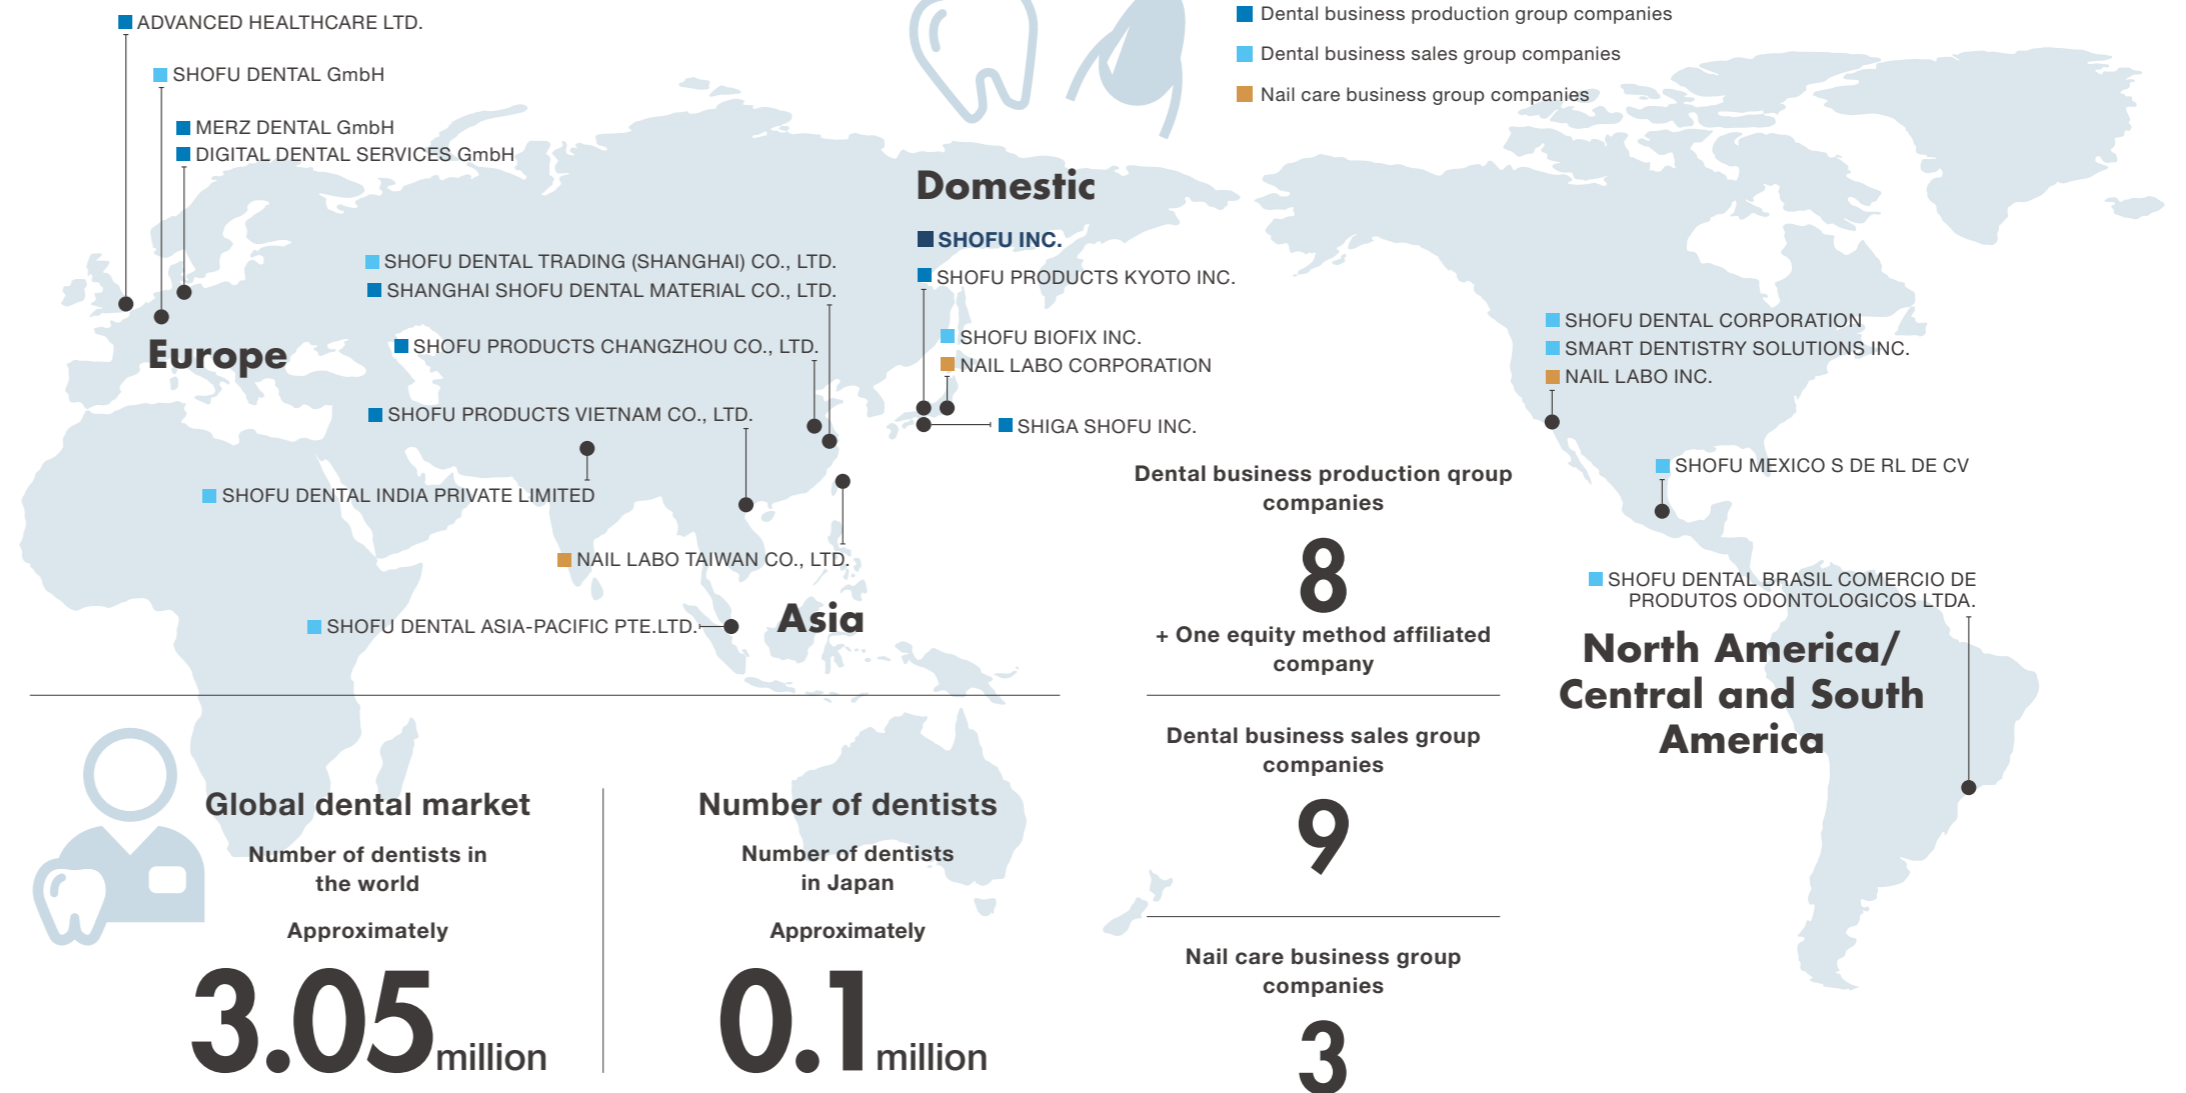 ADVANCED HEALTHCARE LTD.
SHOFU DENTAL GmbH
MERZ DENTAL GmbH
DIGITAL DENTAL SERVICES GmbH
Europe
Dental business production group companies
Dental business sales group companies
Nail care business group companies
SHOFU DENTAL TRADING (SHANGHAI) CO., LTD.
SHANGHAI SHOFU DENTAL MATERIAL CO., LTD.
SHOFU PRODUCTS CHANGZHOU CO., LTD.
SHOFU PRODUCTS VIETNAM CO., LTD.
SHOFU DENTAL INDIA PRIVATE LIMITED
NAIL LABO TAIWAN CO., LTD.
SHOFU DENTAL ASIA-PACIFIC PTE.LTD.
Asia
Domestic
SHOFU INC.
SHOFU PRODUCTS KYOTO INC.
SHOFU BIOFIX INC.
NAIL LABO CORPORATION
SHIGA SHOFU INC.
SHOFU DENTAL CORPORATION
SMART DENTISTRY SOLUTIONS INC.
NAIL LABO INC.
SHOFU MEXICO S DE RL DE CV
SHOFU DENTAL BRASIL COMERCIO DE
PRODUTOS ODONTOLOGICOS LTDA.
North America/
Central and South
America
Dental business production qroup
companies
8
+ One equity method affiliated
company
Dental business sales group
companies
9
Nail care business group
companies
3
Global dental market
Number of dentists in
the world
Approximately
3.05 million
Number of dentists
Number of dentists
in Japan
Approximately
0.1 million